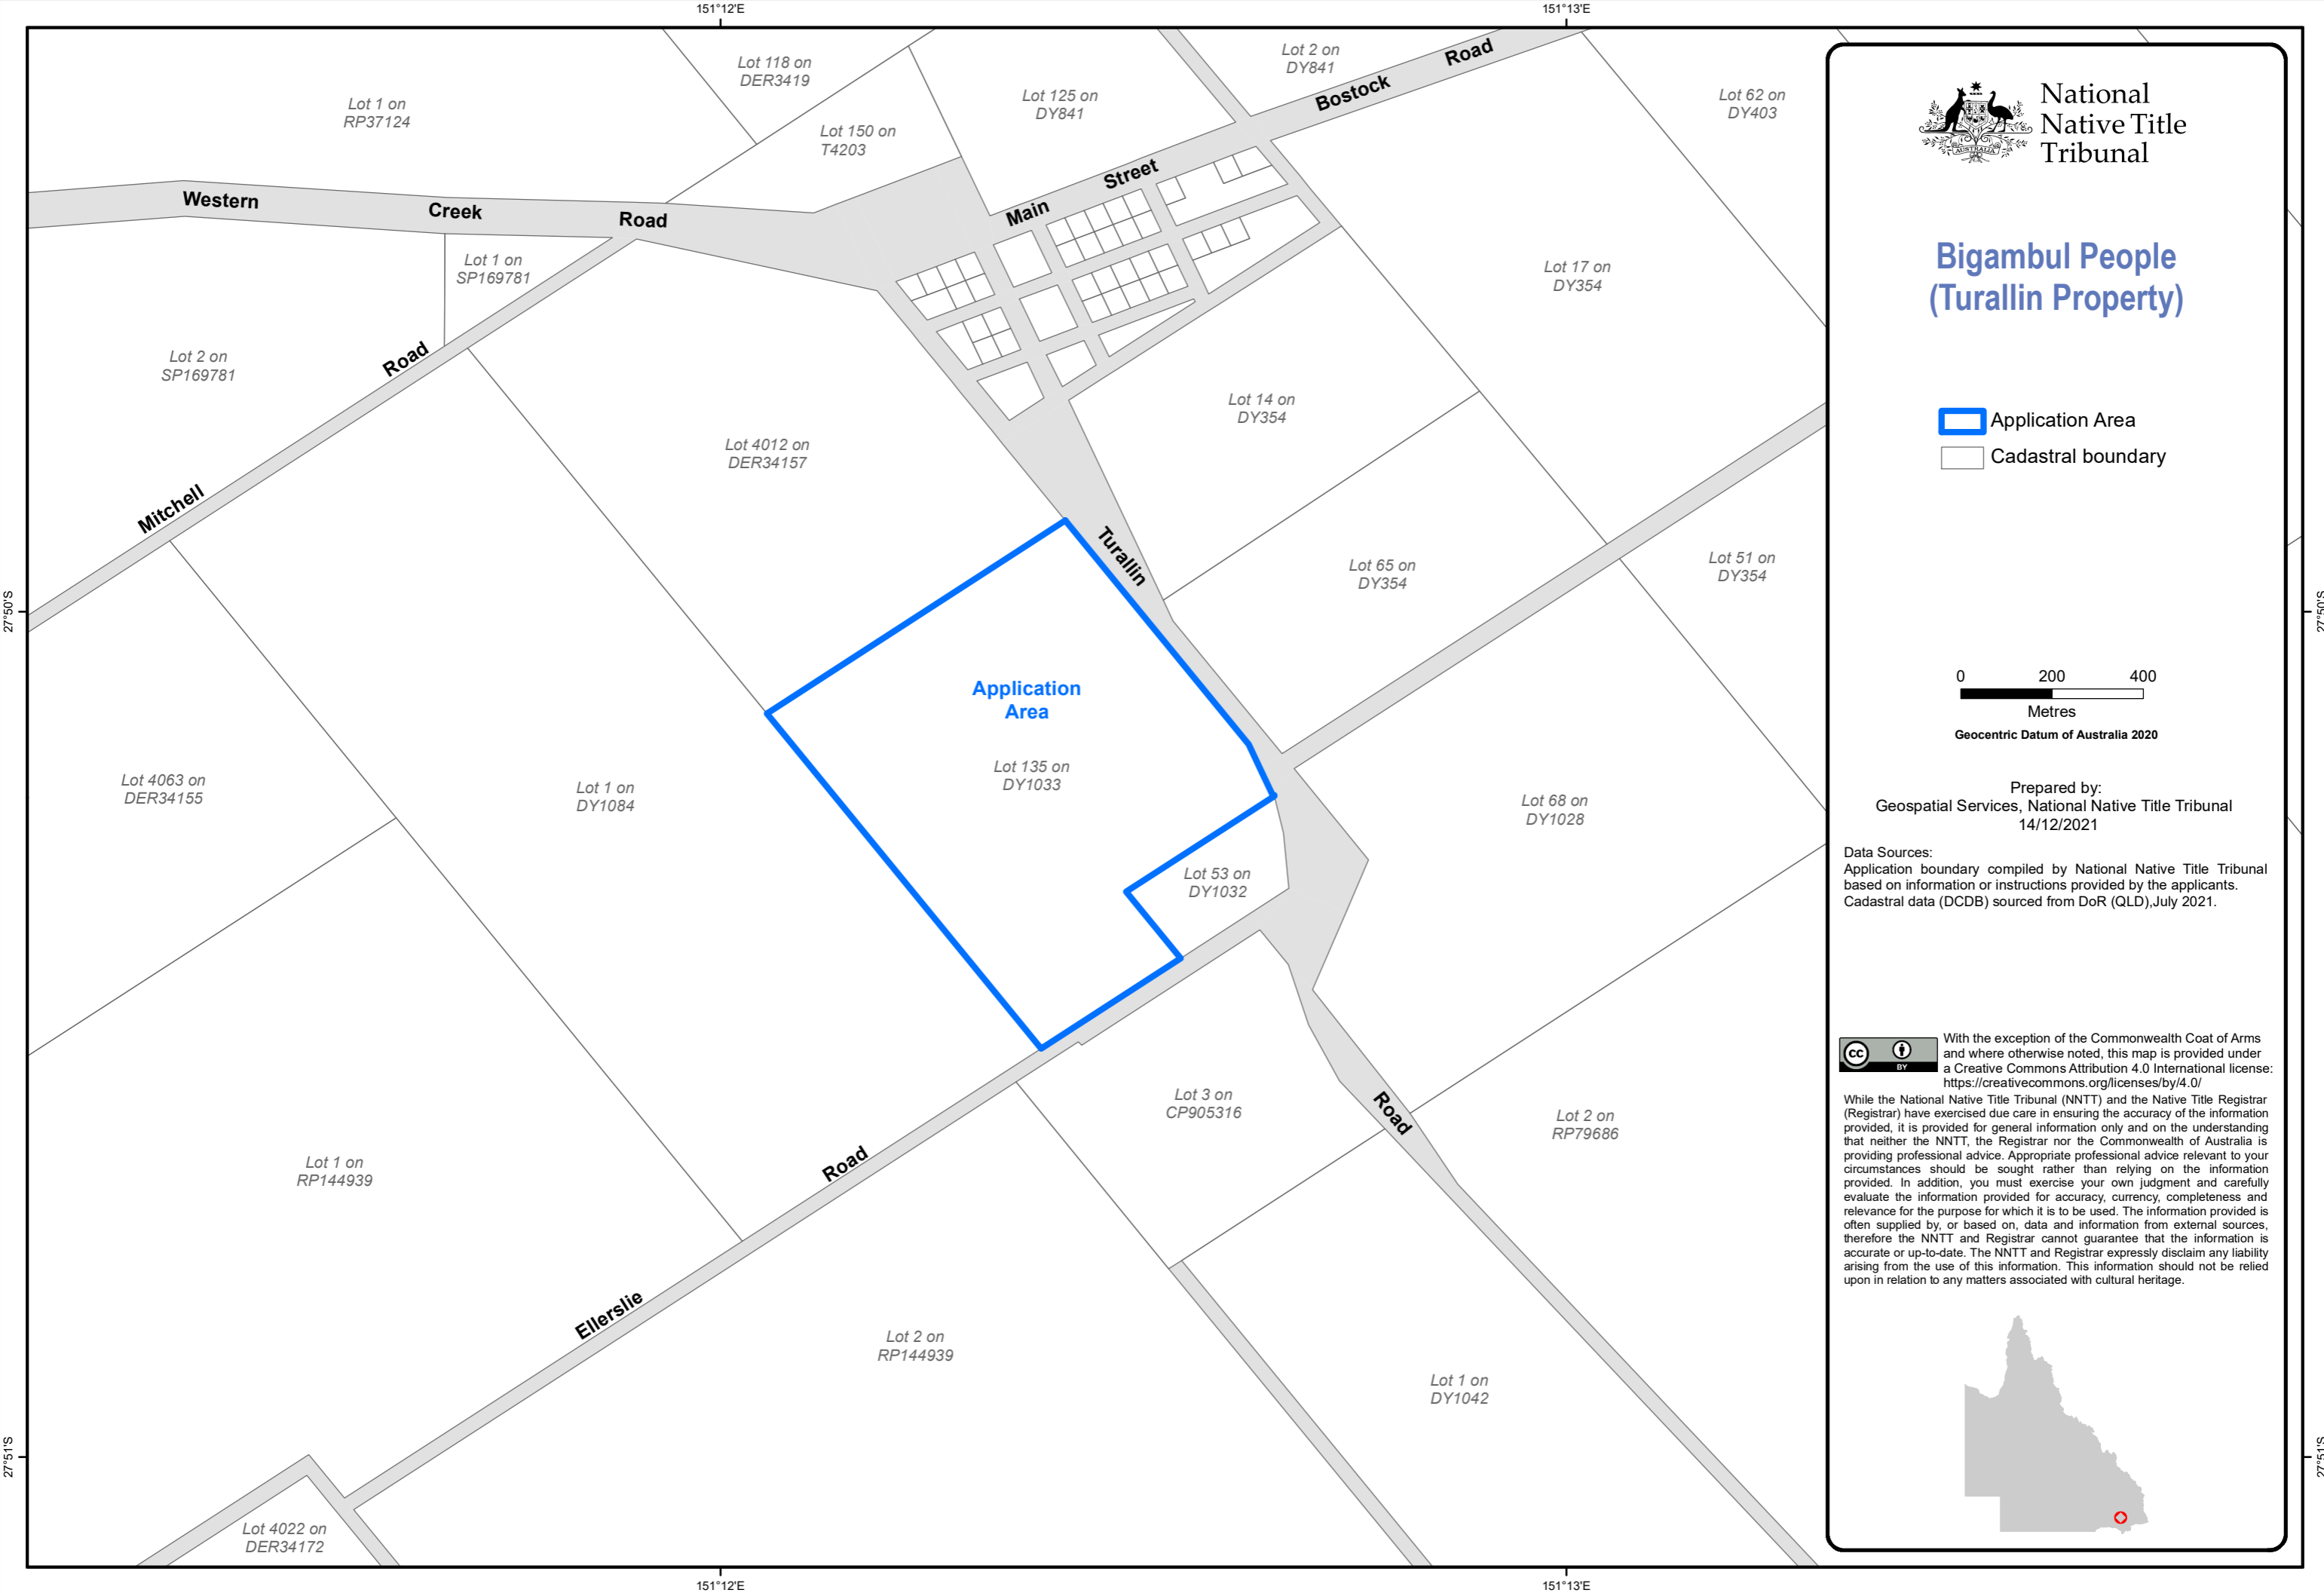 151°12'E
151°13'E
Lot 118 on
DER3419
Lot 2 on
DY841
Bostock Road
Lot 1 on
RP37124
Lot 125 on
DY841
Lot 62 on
DY403
Lot 150 on
T4203
Main Street
Western Creek Road
Lot 1 on
SP169781
Lot 17 on
DY354
Lot 2 on
SP169781
Mitchell Road
Lot 14 on
DY354
Lot 4012 on
DER34157
Turallin Road
Lot 65 on
DY354
Lot 51 on
DY354
27°50'S
27°50'S
Application
Area
Lot 135 on
DY1033
Lot 4063 on
DER34155
Lot 1 on
DY1084
Lot 68 on
DY1028
Lot 53 on
DY1032
Lot 3 on
CP905316
Lot 2 on
RP79686
Lot 1 on
RP144939
Ellerslie Road
Lot 2 on
RP144939
Lot 1 on
DY1042
27°51'S
27°51'S
Lot 4022 on
DER34172
151°12'E
151°13'E
AUSTRALIA
National
Native Title
Tribunal
Bigambul People
(Turallin Property)
Application Area
Cadastral boundary
0 200 400
Metres
Geocentric Datum of Australia 2020
Prepared by:
Geospatial Services, National Native Title Tribunal
14/12/2021
Data Sources:
Application boundary compiled by National Native Title Tribunal
based on information or instructions provided by the applicants.
Cadastral data (DCDB) sourced from DoR (QLD),July 2021.
cc BY
With the exception of the Commonwealth Coat of Arms
and where otherwise noted, this map is provided under
a Creative Commons Attribution 4.0 International license:
https://creativecommons.org/licenses/by/4.0/
While the National Native Title Tribunal (NNTT) and the Native Title Registrar
(Registrar) have exercised due care in ensuring the accuracy of the information
provided, it is provided for general information only and on the understanding
that neither the NNTT, the Registrar nor the Commonwealth of Australia is
providing professional advice. Appropriate professional advice relevant to your
circumstances should be sought rather than relying on the information
provided. In addition, you must exercise your own judgment and carefully
evaluate the information provided for accuracy, currency, completeness and
relevance for the purpose for which it is to be used. The information provided is
often supplied by, or based on, data and information from external sources,
therefore the NNTT and Registrar cannot guarantee that the information is
accurate or up-to-date. The NNTT and Registrar expressly disclaim any liability
arising from the use of this information. This information should not be relied
upon in relation to any matters associated with cultural heritage.